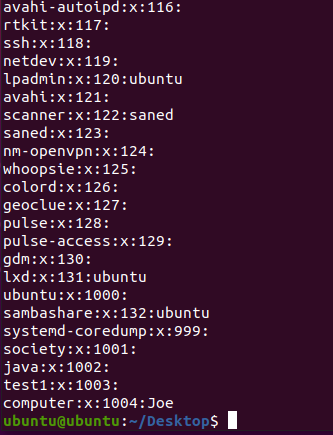 avahi-autoipd:x:116:
rtkit:x:117:
ssh:x:118:
netdev:x:119:
lpadmin:x:120:ubuntu
avahi:x:121:
scanner:x:122:saned
saned:x:123:
nm-openvpn:x:124:
whoopsie:x:125:
colord:x:126:
geoclue:x:127:
pulse:x:128:
pulse-access:x:129:
gdm:x:130:
lxd:x:131:ubuntu
ubuntu:x:1000:
sambashare:x:132:ubuntu
systemd-coredump:x:999:
society:x:1001:
java:x:1002:
test1:x:1003:
computer:x:1004:Joe
ubuntu@ubuntu:~/Desktop$